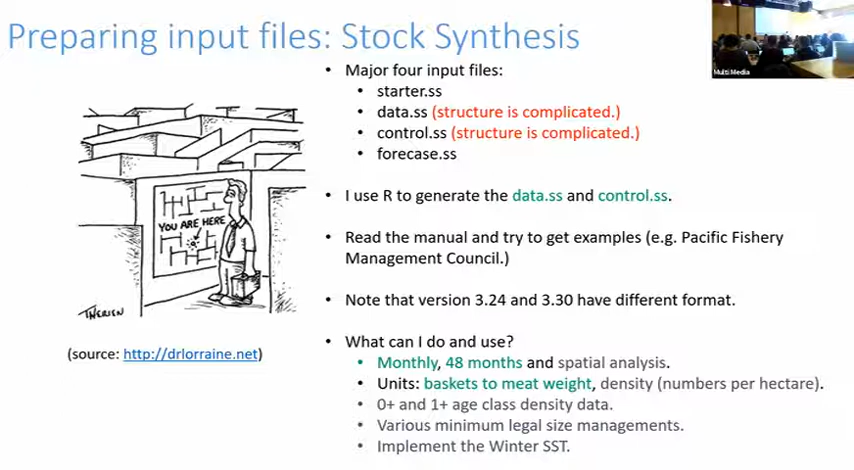 Preparing input files: Stock Synthesis
Multi Media
• Major four input files:
• starter.ss
• data.ss (structure is complicated.)
• control.ss (structure is complicated.)
• forecase.ss
• I use R to generate the data.ss and control.ss.
• Read the manual and try to get examples (e.g. Pacific Fishery
Management Council.)
• Note that version 3.24 and 3.30 have different format.
• What can I do and use?
• Monthly, 48 months and spatial analysis.
• Units: baskets to meat weight, density (numbers per hectare).
• 0+ and 1+ age class density data.
• Various minimum legal size managements.
• Implement the Winter SST.
YOU ARE HERE
THERIEN
(source: http://drlorraine.net)